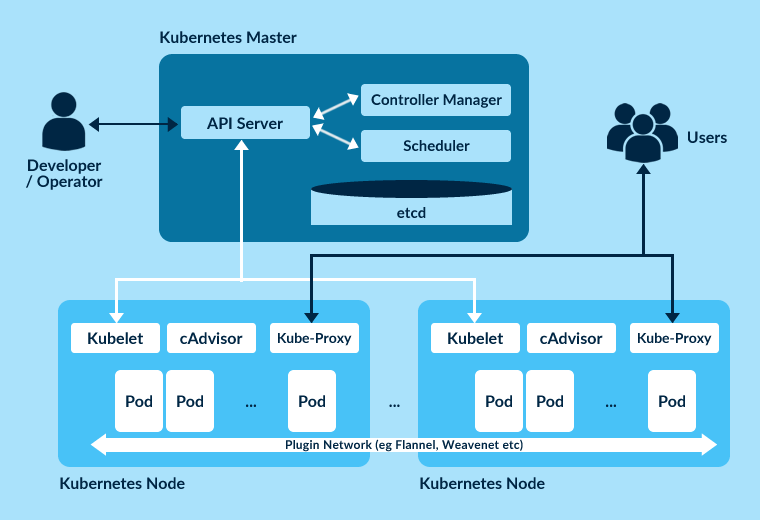 Kubernetes Master
API Server
Controller Manager
Scheduler
etcd
Developer
/ Operator
Users
Kubelet
cAdvisor
Kube-Proxy
Pod
Pod
...
Pod
...
Kubelet
cAdvisor
Kube-Proxy
Pod
Pod
...
Pod
Plugin Network (eg Flannel, Weavenet etc)
Kubernetes Node
Kubernetes Node